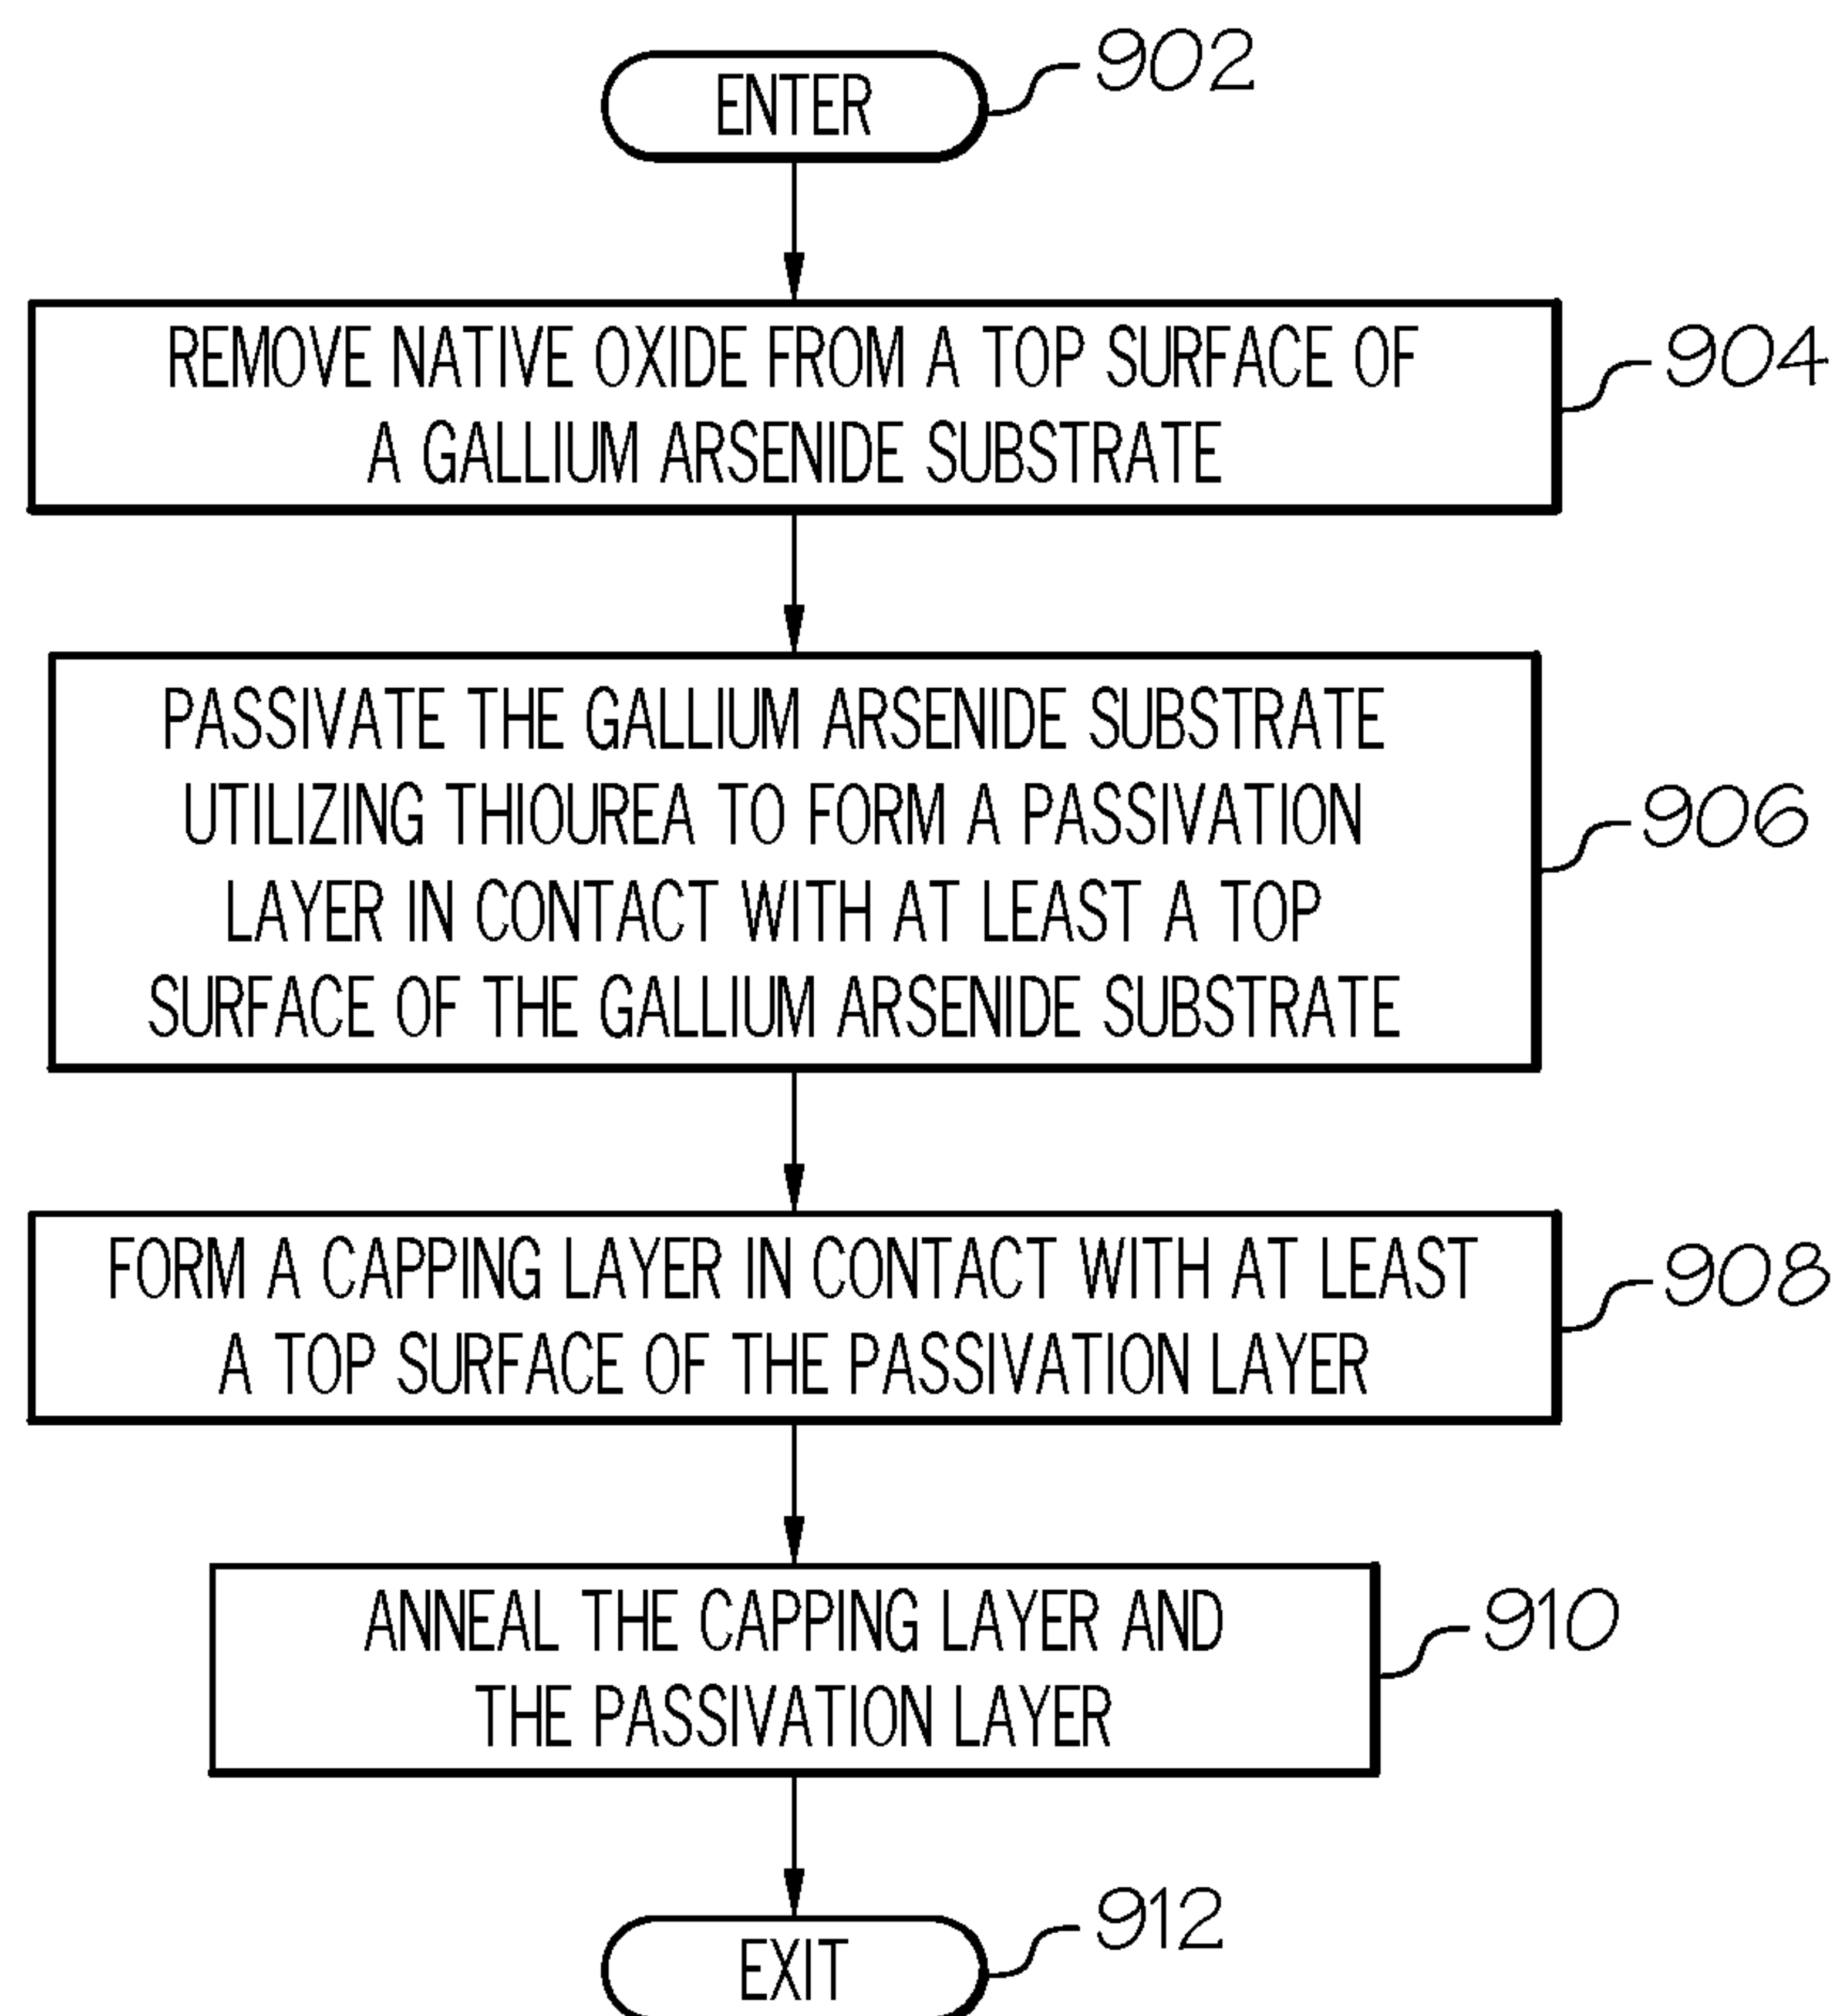 ENTER
902
REMOVE NATIVE OXIDE FROM A TOP SURFACE OF
A GALLIUM ARSENIDE SUBSTRATE
904
PASSIVATE THE GALLIUM ARSENIDE SUBSTRATE
UTILIZING THIOUREA TO FORM A PASSIVATION
LAYER IN CONTACT WITH AT LEAST A TOP
SURFACE OF THE GALLIUM ARSENIDE SUBSTRATE
906
FORM A CAPPING LAYER IN CONTACT WITH AT LEAST
A TOP SURFACE OF THE PASSIVATION LAYER
908
ANNEAL THE CAPPING LAYER AND
THE PASSIVATION LAYER
910
EXIT
912